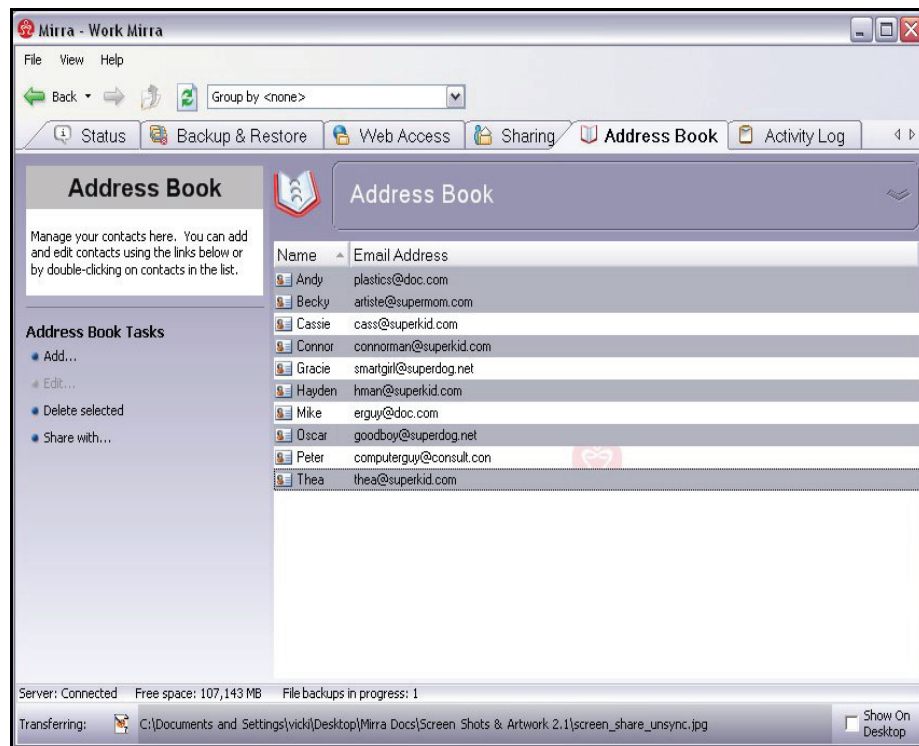 Mirra - Work Mirra
File View Help
Back
Group by <none>
Status Backup & Restore Web Access Sharing Address Book Activity Log
Address Book
Manage your contacts here. You can add
and edit contacts using the links below or
by double-clicking on contacts in the list.
Address Book Tasks
Add...
Edit...
Delete selected
Share with...
Address Book
Name Email Address
Andy plastics@doc.com
Becky artiste@supermom.com
Cassie cass@superkid.com
Connor connorman@superkid.com
Gracie smartgirl@superdog.net
Hayden hman@superkid.com
Mike erguy@doc.com
Oscar goodboy@superdog.net
Peter computerguy@consult.con
Thea thea@superkid.com
Server: Connected Free space: 107,143 MB File backups in progress: 1
Transferring: C:\Documents and Settings\vicki\Desktop\Mirra Docs\Screen Shots & Artwork 2.1\screen_share_unsync.jpg
Show On
Desktop